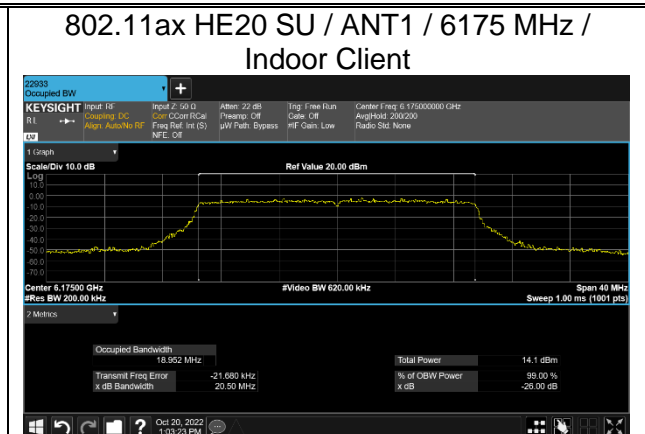 802.11ax HE20 SU / ANT1 / 6175 MHz /
Indoor Client
22933
Occupied BW
+
KEYSIGHT
R L
LXI
Input: RF
Coupling: DC
Align: Auto/No RF
Input Z: 50 Ω
Corr CCorr RCal
Freq Ref: Int (S)
NFE: Off
Atten: 22 dB
Preamp: Off
µW Path: Bypass
Trig: Free Run
Gate: Off
#IF Gain: Low
Center Freq: 6.175000000 GHz
Avg|Hold: 200/200
Radio Std: None
1 Graph
Scale/Div 10.0 dB
Ref Value 20.00 dBm
Log
10.0
0.00
-10.0
-20.0
-30.0
-40.0
-50.0
-60.0
-70.0
Center 6.17500 GHz
#Video BW 620.00 kHz
Span 40 MHz
#Res BW 200.00 kHz
Sweep 1.00 ms (1001 pts)
2 Metrics
Occupied Bandwidth
18.952 MHz
Total Power 14.1 dBm
Transmit Freq Error -21.680 kHz
% of OBW Power 99.00 %
x dB Bandwidth 20.50 MHz
x dB -26.00 dB
?
Oct 20, 2022
1:03:23 PM